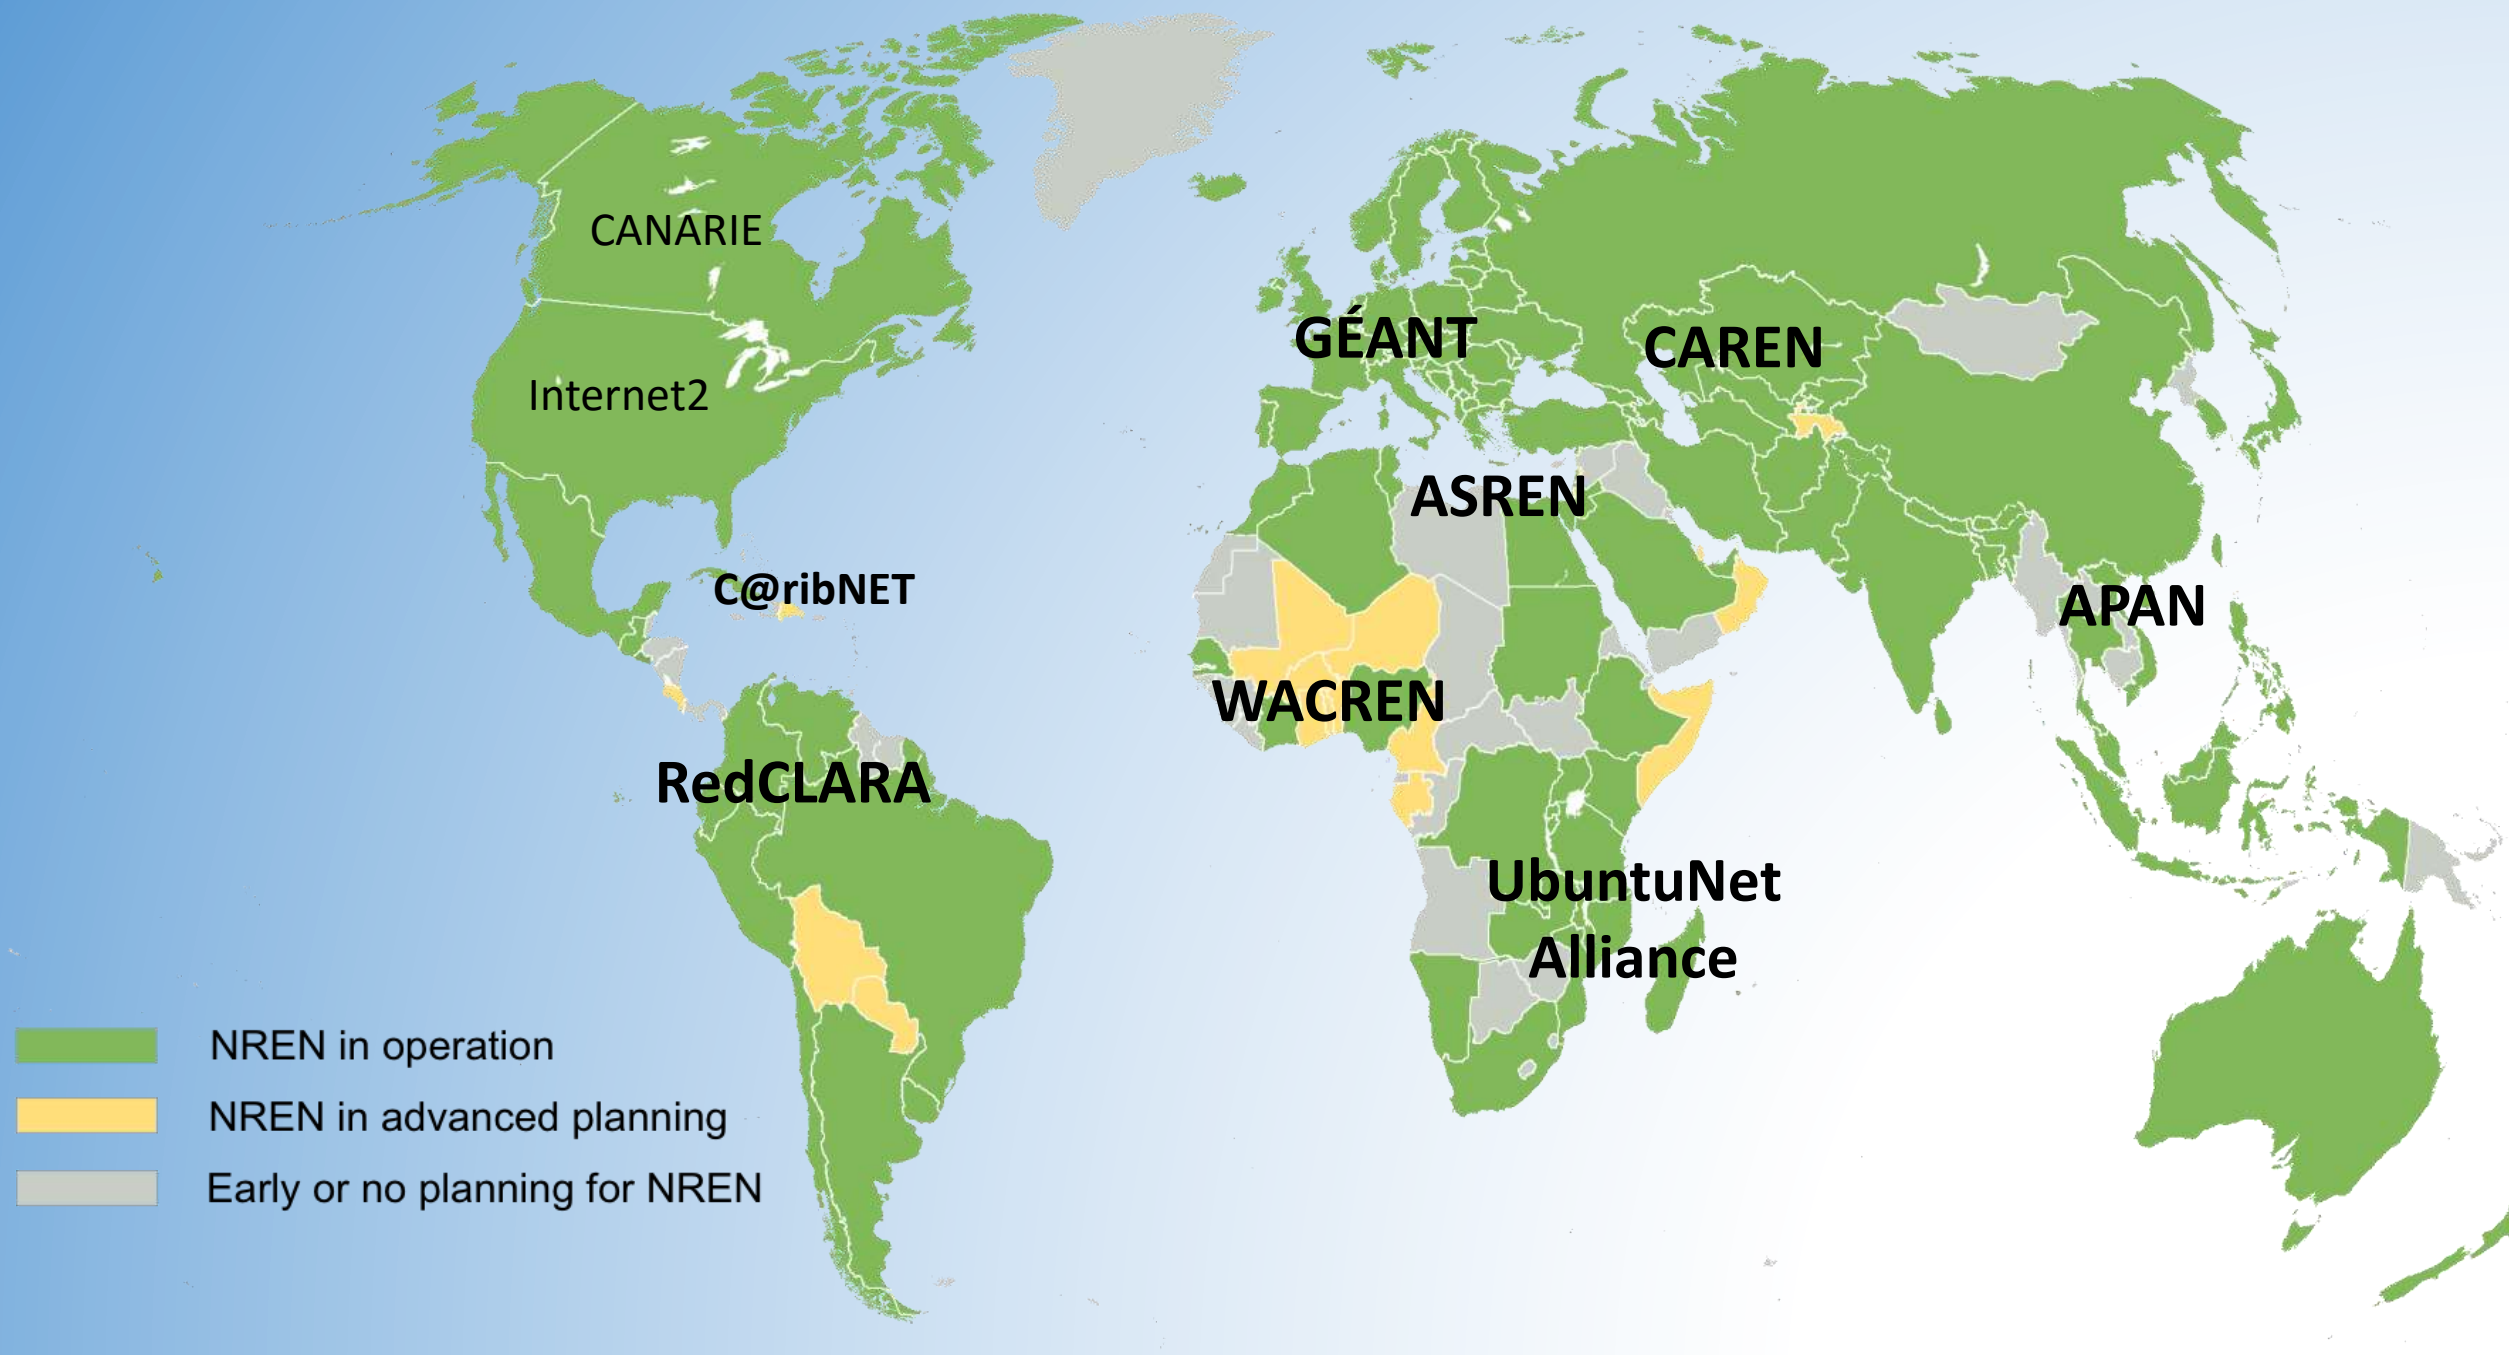 CANARIE
GÉANT
CAREN
Internet2
ASREN
C@ribNET
APAN
WACREN
RedCLARA
UbuntuNet
Alliance
NREN in operation
NREN in advanced planning
Early or no planning for NREN